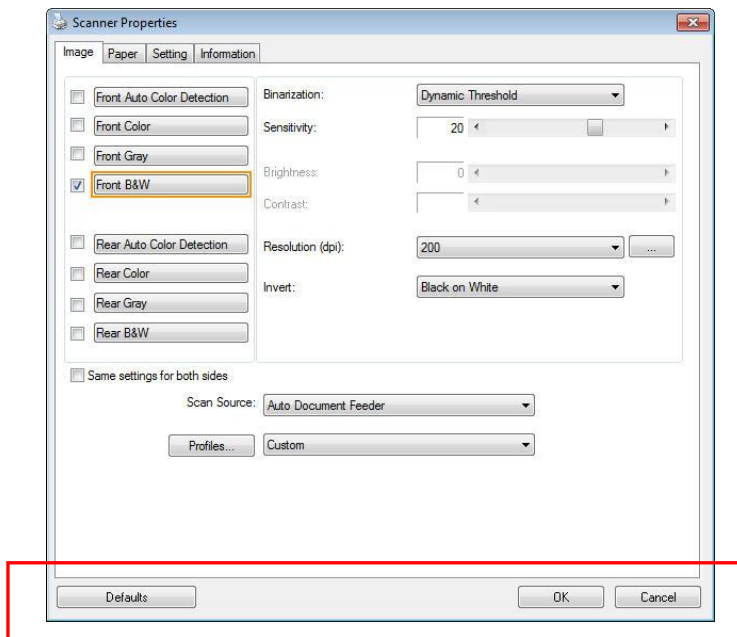 Scanner Properties
Image Paper Setting Information
Front Auto Color Detection
Front Color
Front Gray
Front B&W
Rear Auto Color Detection
Rear Color
Rear Gray
Rear B&W
Binarization: Dynamic Threshold
Sensitivity: 20
Brightness: 0
Contrast:
Resolution (dpi): 200 ...
Invert: Black on White
Same settings for both sides
Scan Source: Auto Document Feeder
Profiles... Custom
Defaults OK Cancel